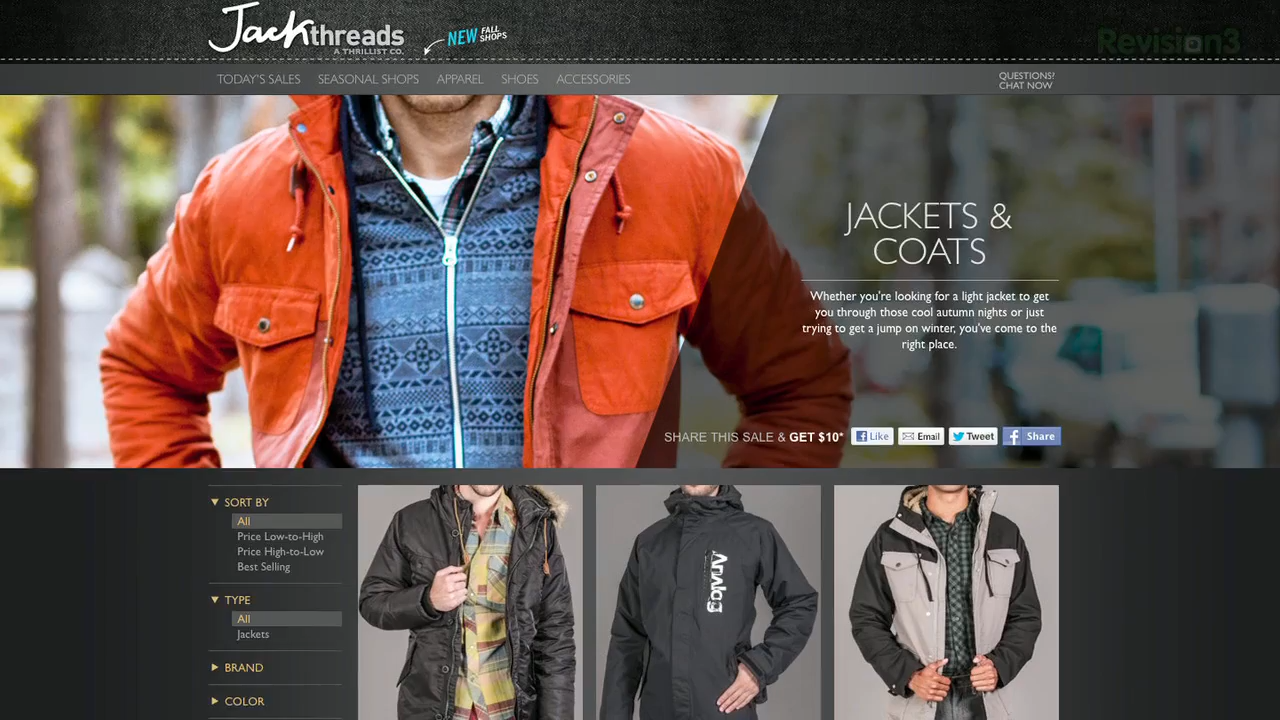 Jackthreads
A THRILLIST CO.
NEW FALL SHOPS
Revision3
TODAY'S SALES SEASONAL SHOPS APPAREL SHOES ACCESSORIES
QUESTIONS?
CHAT NOW
JACKETS &
COATS
Whether you're looking for a light jacket to get
you through those cool autumn nights or just
trying to get a jump on winter, you've come to the
right place.
SHARE THIS SALE & GET $10* Like Email Tweet Share
SORT BY
All
Price Low-to-High
Price High-to-Low
Best Selling
TYPE
All
Jackets
BRAND
COLOR
Analog